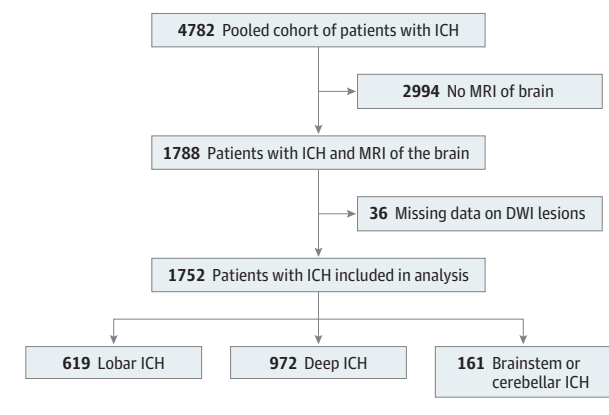 4782 Pooled cohort of patients with ICH
2994 No MRI of brain
1788 Patients with ICH and MRI of the brain
36 Missing data on DWI lesions
1752 Patients with ICH included in analysis
619 Lobar ICH
972 Deep ICH
161 Brainstem or
cerebellar ICH